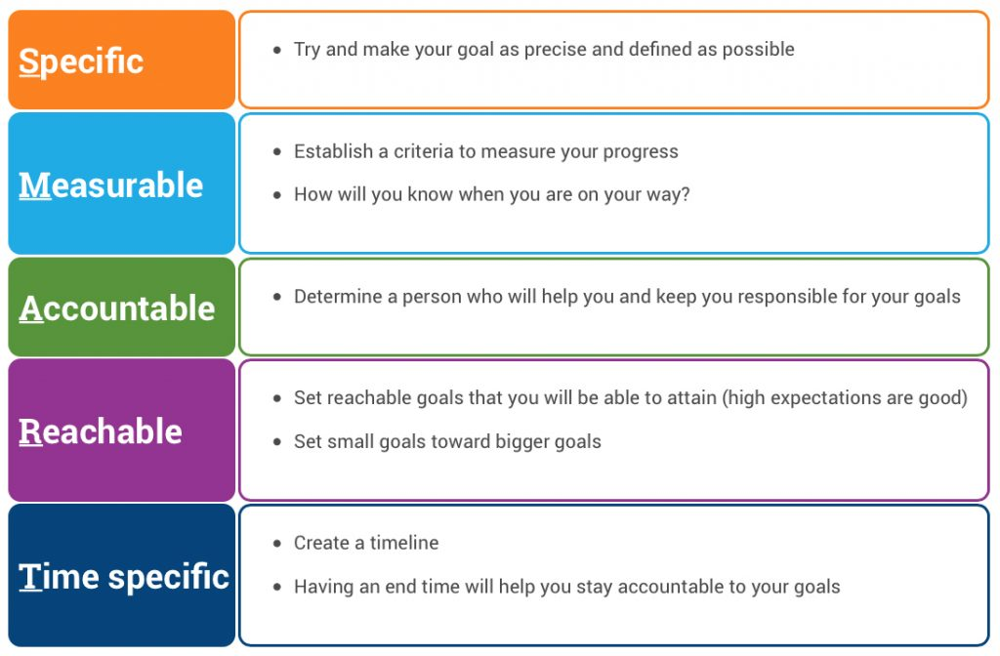 Specific
• Try and make your goal as precise and defined as possible
Measurable
• Establish a criteria to measure your progress
• How will you know when you are on your way?
Accountable
• Determine a person who will help you and keep you responsible for your goals
Reachable
• Set reachable goals that you will be able to attain (high expectations are good)
• Set small goals toward bigger goals
Time specific
• Create a timeline
• Having an end time will help you stay accountable to your goals